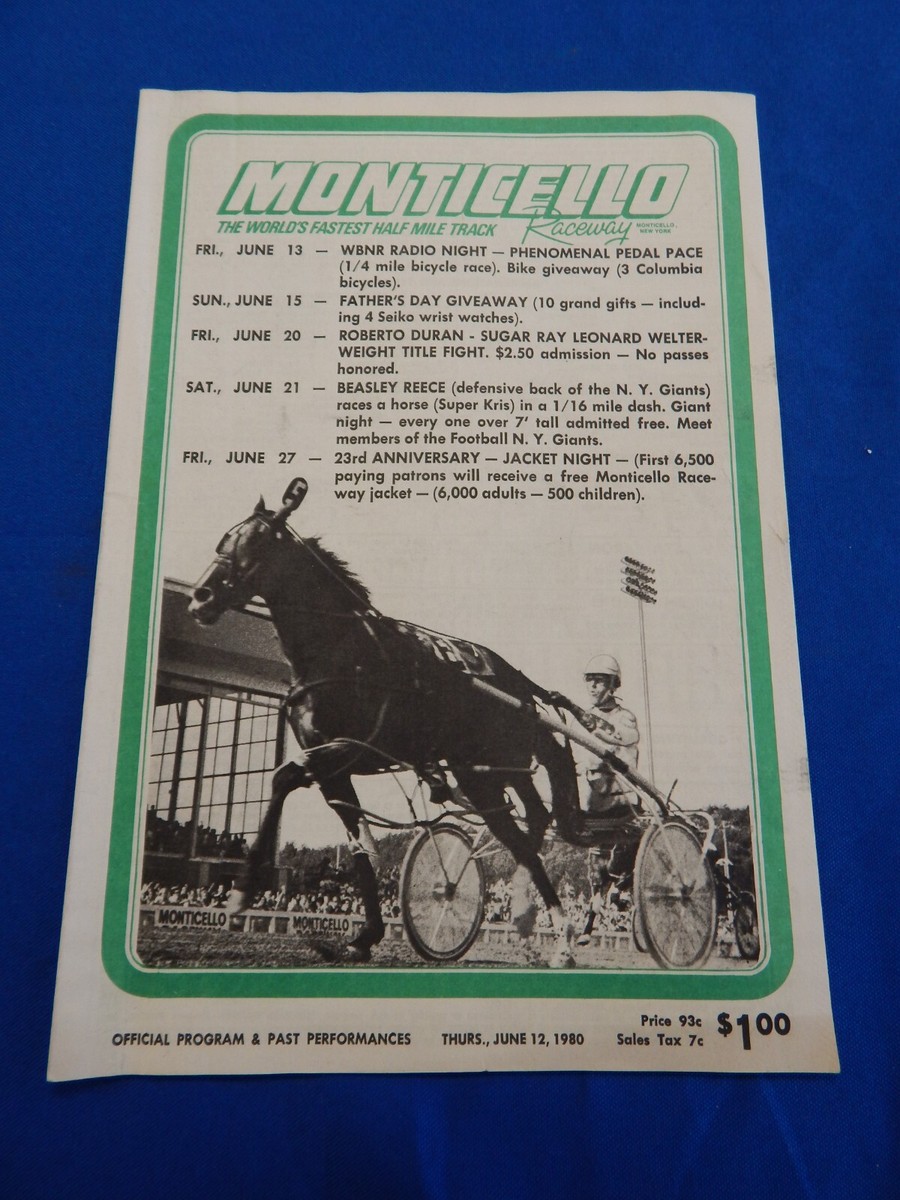 MONTICELLO
THE WORLD'S FASTEST HALF MILE TRACK Raceway MONTICELLO, NEW YORK
FRI., JUNE 13 — WBNR RADIO NIGHT — PHENOMENAL PEDAL PACE
(1/4 mile bicycle race). Bike giveaway (3 Columbia
bicycles).
SUN., JUNE 15 — FATHER'S DAY GIVEAWAY (10 grand gifts — includ-
ing 4 Seiko wrist watches).
FRI., JUNE 20 — ROBERTO DURAN - SUGAR RAY LEONARD WELTER-
WEIGHT TITLE FIGHT. $2.50 admission — No passes
honored.
SAT., JUNE 21 — BEASLEY REECE (defensive back of the N. Y. Giants)
races a horse (Super Kris) in a 1/16 mile dash. Giant
night — every one over 7' tall admitted free. Meet
members of the Football N. Y. Giants.
FRI., JUNE 27 — 23rd ANNIVERSARY — JACKET NIGHT — (First 6,500
paying patrons will receive a free Monticello Race-
way jacket — (6,000 adults — 500 children).
MONTICELLO MONTICELLO
OFFICIAL PROGRAM & PAST PERFORMANCES THURS., JUNE 12, 1980
Price 93c
Sales Tax 7c
$1.00